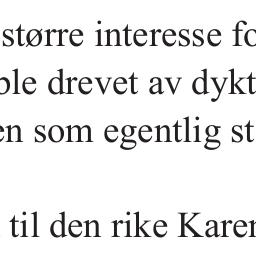 større interesse fo
ble drevet av dykt
en som egentlig st
til den rike Karen